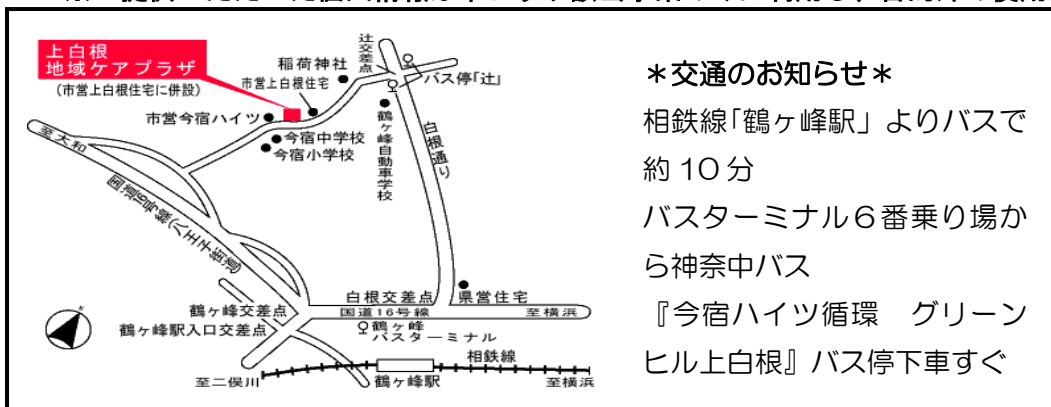 上白根
地域ケアプラザ
(市営上白根住宅に併設)
稲荷神社
市営上白根住宅
辻交差点
バス停「辻」
市営今宿ハイツ
今宿中学校
今宿小学校
鶴ヶ峰自動車学校
白根通り
至大和
国道16号線(八王子街道)
鶴ヶ峰交差点
鶴ヶ峰駅入口交差点
白根交差点
県営住宅
国道16号線
至横浜
鶴ヶ峰
バスターミナル
相鉄線
至二俣川
鶴ヶ峰駅
至横浜
＊交通のお知らせ＊
相鉄線「鶴ヶ峰駅」よりバスで
約10分
バスターミナル６番乗り場か
ら神奈中バス
『今宿ハイツ循環　グリーン
ヒル上白根』バス停下車すぐ